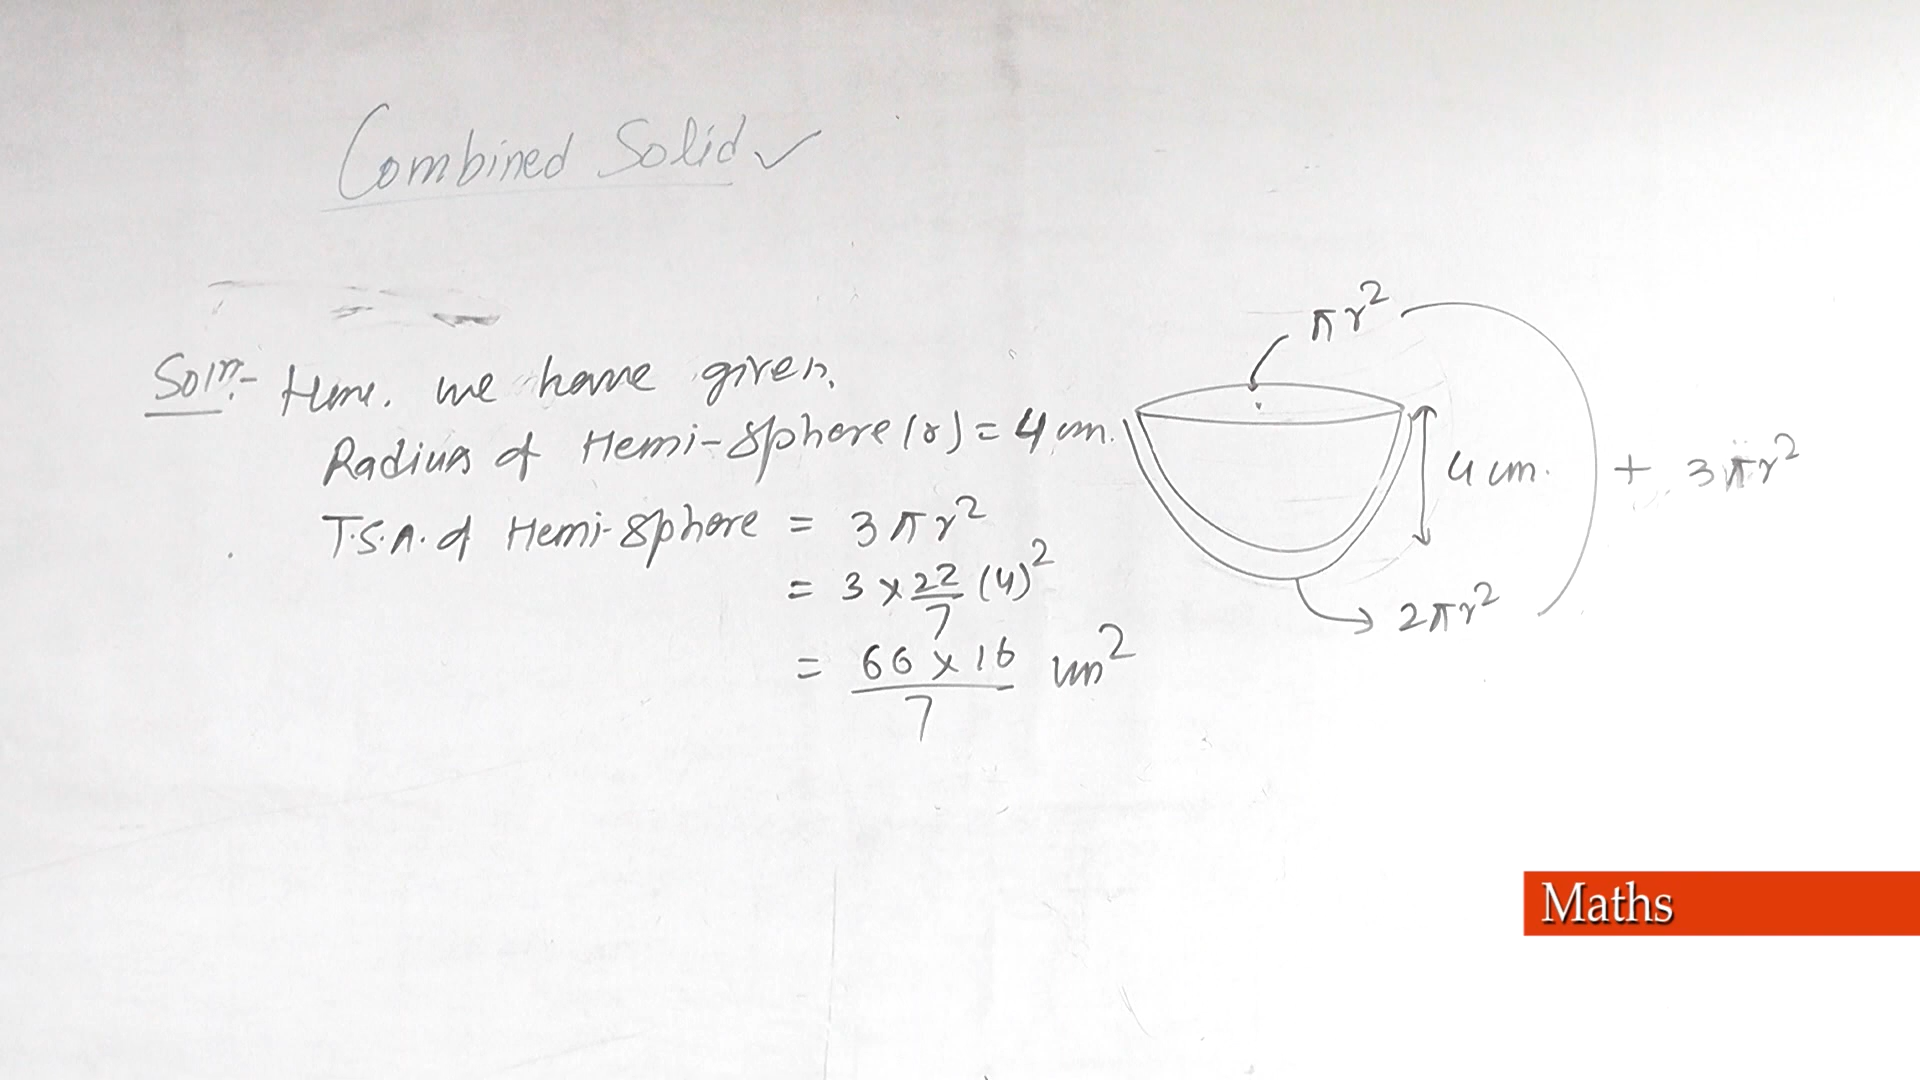 Combined Solid ✓
Solⁿ:- Here, we have given,
Radius of Hemi-sphere (r) = 4 cm.
T.S.A. of Hemi-sphere = 3πr²
= 3 × 22/7 (4)²
= 66 × 16 / 7 cm²
πr²
4 cm.
+ 3πr²
2πr²
Maths